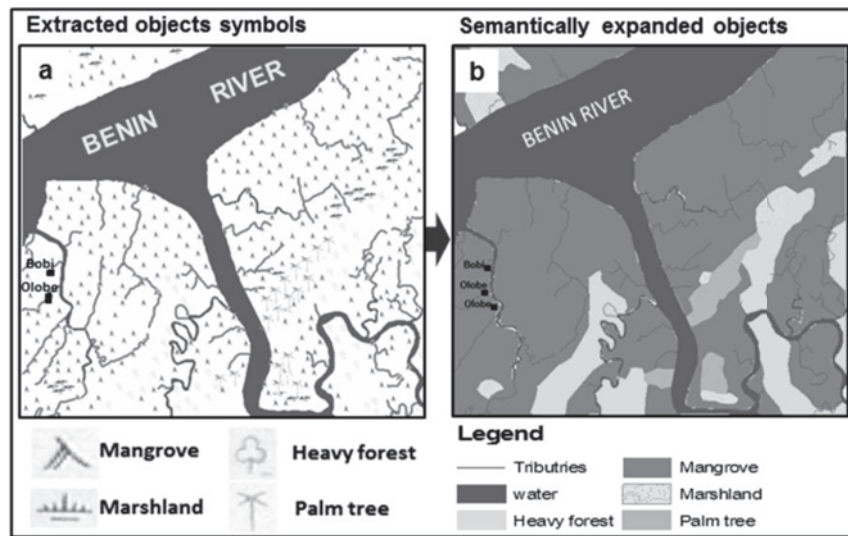 Extracted objects symbols
Semantically expanded objects
a
BENIN RIVER
Bobi
Olobe
b
BENIN RIVER
Bobi
Olobe
Olobe
Mangrove
Heavy forest
Marshland
Palm tree
Legend
Tributries
Mangrove
water
Marshland
Heavy forest
Palm tree